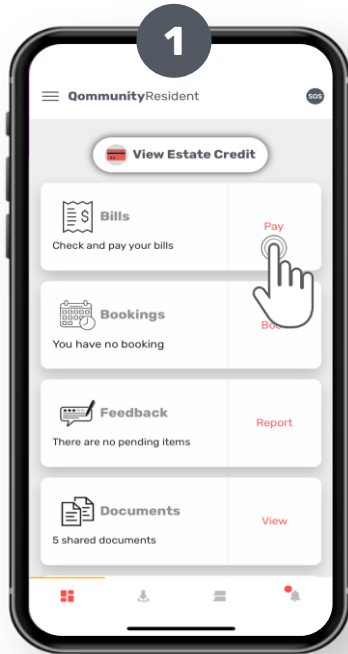 1
QommunityResident
SOS
View Estate Credit
Bills
Pay
Check and pay your bills
Bookings
You have no booking
Feedback
Report
There are no pending items
Documents
View
5 shared documents